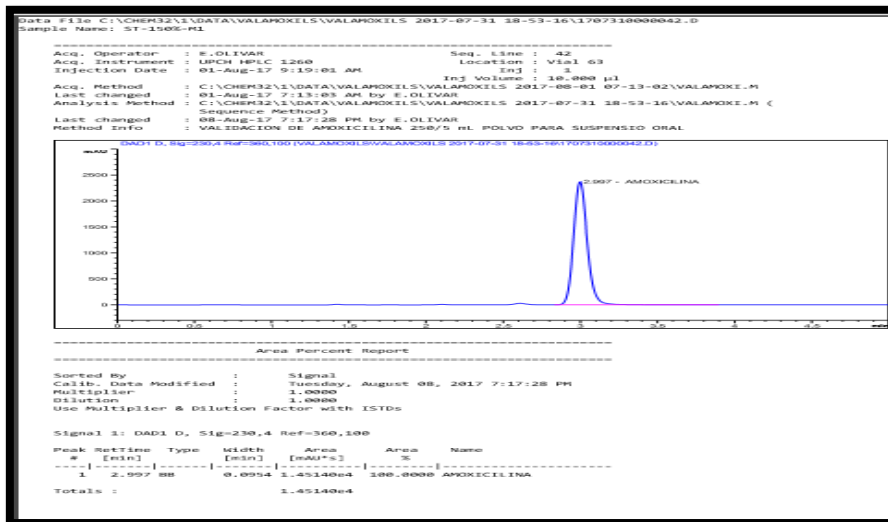 Data File C:\CHEM32\1\DATA\VALAMOXILS\VALAMOXILS 2017-07-31 18-53-16\1707310000042.D
Sample Name: ST-150%-M1
Acq. Operator : E.OLIVAR Seq. Line : 42
Acq. Instrument : UPCH HPLC 1260 Location : Vial 63
Injection Date : 01-Aug-17 9:19:01 AM Inj : 1
Inj Volume : 10.000 µl
Acq. Method : C:\CHEM32\1\DATA\VALAMOXILS\VALAMOXILS 2017-08-01 07-13-02\VALAMOXI.M
Last changed : 01-Aug-17 7:13:03 AM by E.OLIVAR
Analysis Method : C:\CHEM32\1\DATA\VALAMOXILS\VALAMOXILS 2017-07-31 18-53-16\VALAMOXI.M (
Sequence Method)
Last changed : 08-Aug-17 7:17:28 PM by E.OLIVAR
Method Info : VALIDACION DE AMOXICILINA 250/5 mL POLVO PARA SUSPENSIO ORAL
DAD1 D, Sig=230,4 Ref=360,100 (VALAMOXILS\VALAMOXILS 2017-07-31 18-53-16\1707310000042.D)
mAU
2500
2000
1500
1000
500
0
2.997 - AMOXICILINA
0 0.5 1 1.5 2 2.5 3 3.5 4 4.5 min
Area Percent Report
Sorted By : Signal
Calib. Data Modified : Tuesday, August 08, 2017 7:17:28 PM
Multiplier : 1.0000
Dilution : 1.0000
Use Multiplier & Dilution Factor with ISTDs
Signal 1: DAD1 D, Sig=230,4 Ref=360,100
Peak RetTime Type Width Area Area Name
# [min] [min] [mAU*s] %
1 2.997 BB 0.0954 1.45140e4 100.0000 AMOXICILINA
Totals : 1.45140e4